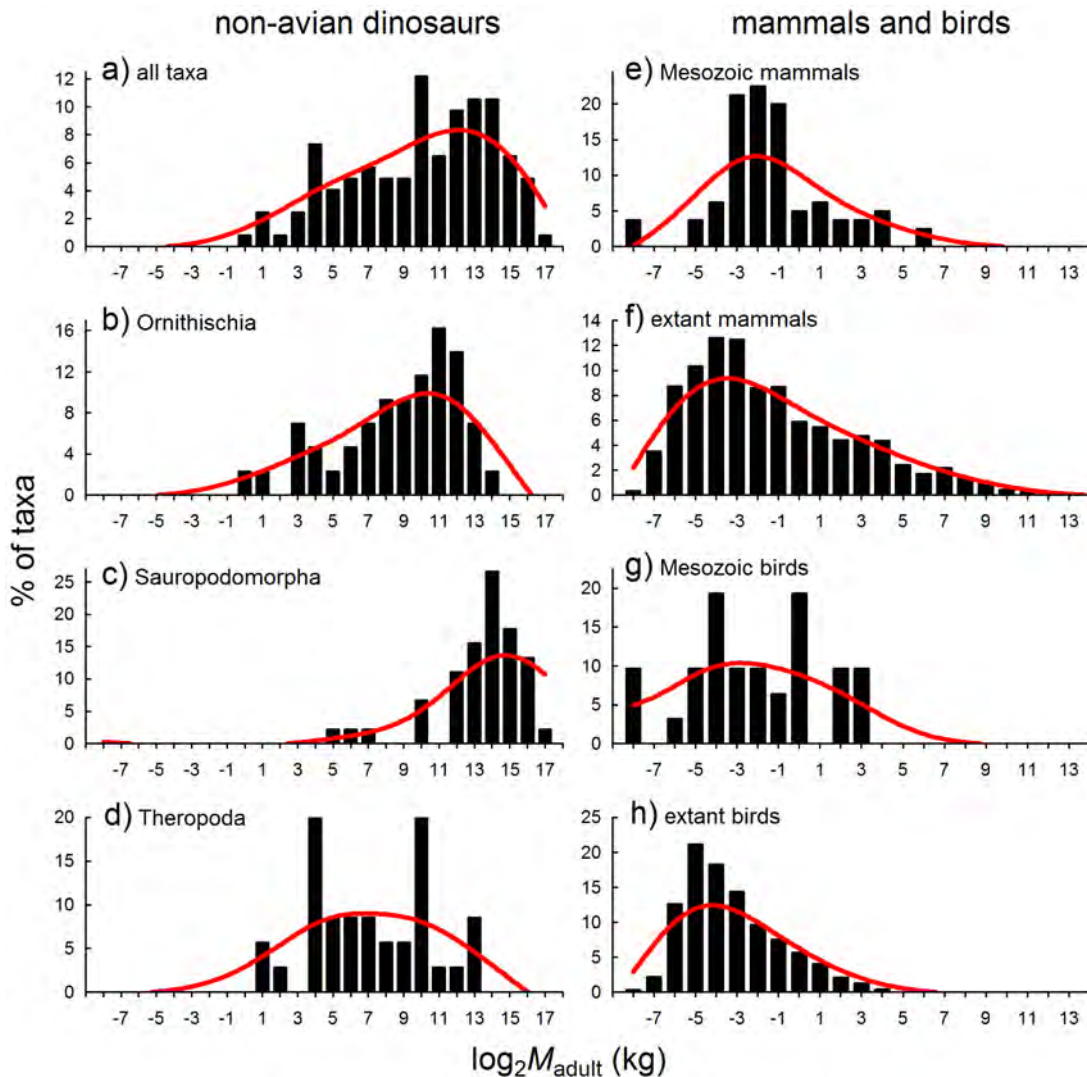 non-avian dinosaurs
mammals and birds
a) all taxa
12
10
8
6
4
2
0
-7 -5 -3 -1 1 3 5 7 9 11 13 15 17
e) Mesozoic mammals
20
15
10
5
0
-7 -5 -3 -1 1 3 5 7 9 11 13
b) Ornithischia
16
12
8
4
0
-7 -5 -3 -1 1 3 5 7 9 11 13 15 17
f) extant mammals
14
12
10
8
6
4
2
0
-7 -5 -3 -1 1 3 5 7 9 11 13
c) Sauropodomorpha
25
20
15
10
5
0
-7 -5 -3 -1 1 3 5 7 9 11 13 15 17
g) Mesozoic birds
20
15
10
5
0
-7 -5 -3 -1 1 3 5 7 9 11 13
d) Theropoda
20
15
10
5
0
-7 -5 -3 -1 1 3 5 7 9 11 13 15 17
h) extant birds
25
20
15
10
5
0
-7 -5 -3 -1 1 3 5 7 9 11 13
% of taxa
log₂M adult (kg)